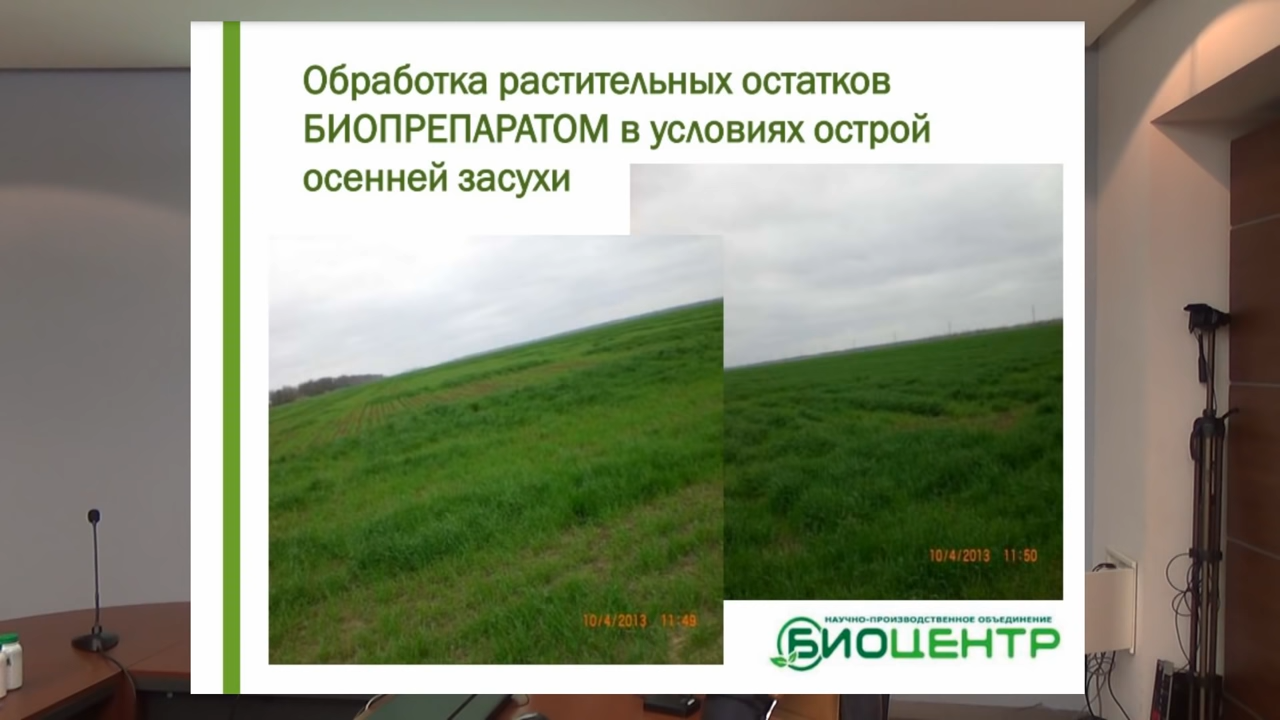 Обработка растительных остатков
БИОПРЕПАРАТОМ в условиях острой
осенней засухи
10/4/2013 11:50
10/4/2013 11:49
НАУЧНО-ПРОИЗВОДСТВЕННОЕ ОБЪЕДИНЕНИЕ
БИОЦЕНТР